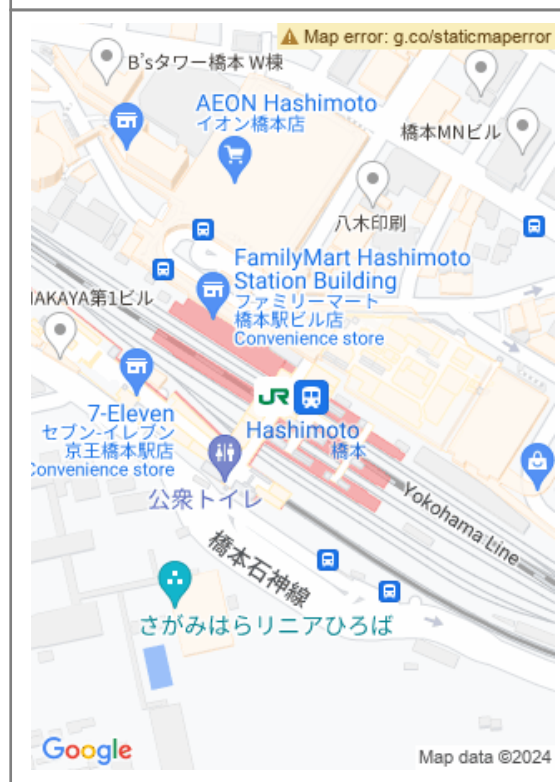 Map error: g.co/staticmaperror
B'sタワー橋本 W棟
AEON Hashimoto
イオン橋本店
橋本MNビル
八木印刷
FamilyMart Hashimoto
Station Building
ファミリーマート
橋本駅ビル店
Convenience store
NAKAYA第1ビル
JR
7-Eleven
セブン-イレブン
京王橋本駅店
Convenience store
Hashimoto
橋本
公衆トイレ
Yokohama Line
橋本石神線
さがみはらリニアひろば
Google
Map data ©2024